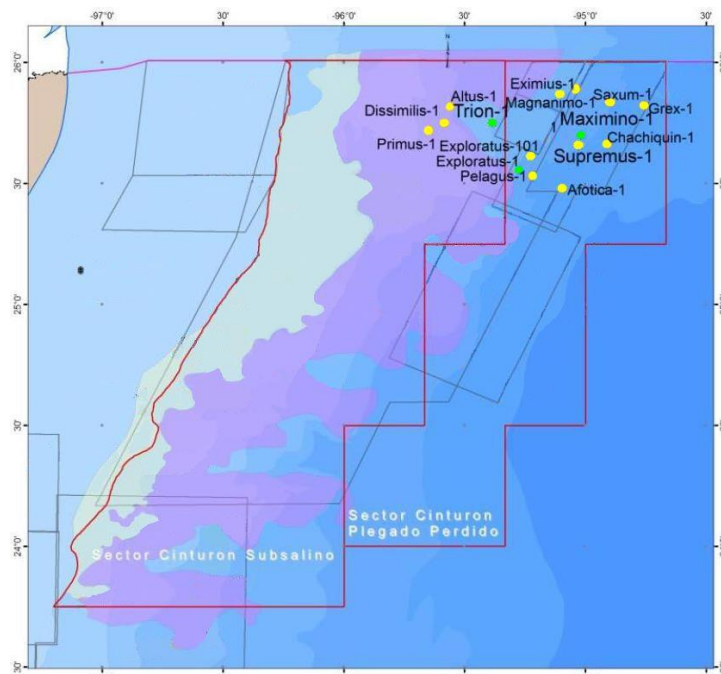 -97°0' -96°0' 30' -95°0' 30'
26°0'
Eximius-1
Altus-1
Saxum-1
Magnanimo-1
Grex-1
Trion-1
Dissimilis-1
Maximino-1
1
Primus-1
Exploratus-101
Chachiquin-1
Supremus-1
Exploratus-1
30'
Pelagus-1
Afotica-1
25°0'
30'
Sector Cinturon
Plegado Perdido
24°0'
Sector Cinturon Subsalino
30'